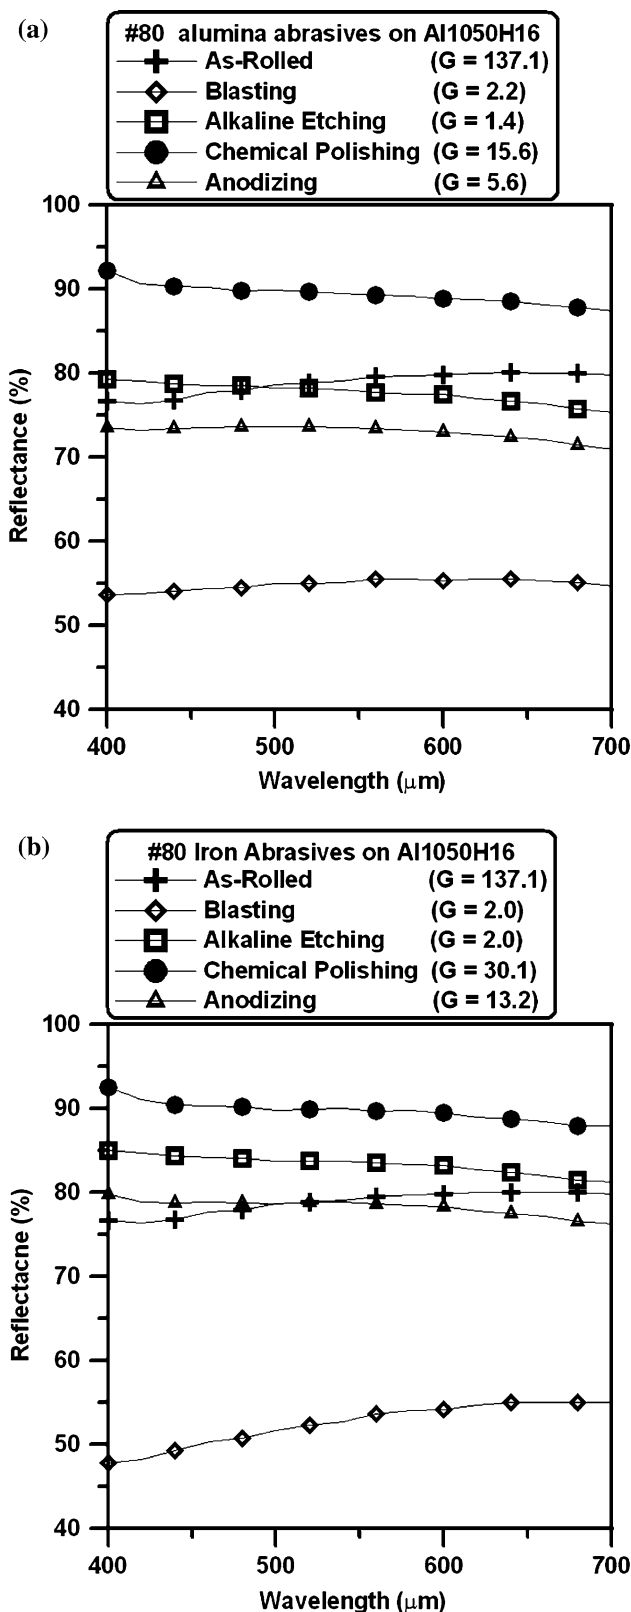 (a)
#80 alumina abrasives on Al1050H16
As-Rolled (G = 137.1)
Blasting (G = 2.2)
Alkaline Etching (G = 1.4)
Chemical Polishing (G = 15.6)
Anodizing (G = 5.6)
100
90
80
70
60
50
40
Reflectance (%)
400 500 600 700
Wavelength (μm)
(b)
#80 Iron Abrasives on Al1050H16
As-Rolled (G = 137.1)
Blasting (G = 2.0)
Alkaline Etching (G = 2.0)
Chemical Polishing (G = 30.1)
Anodizing (G = 13.2)
100
90
80
70
60
50
40
Reflectacne (%)
400 500 600 700
Wavelength (μm)